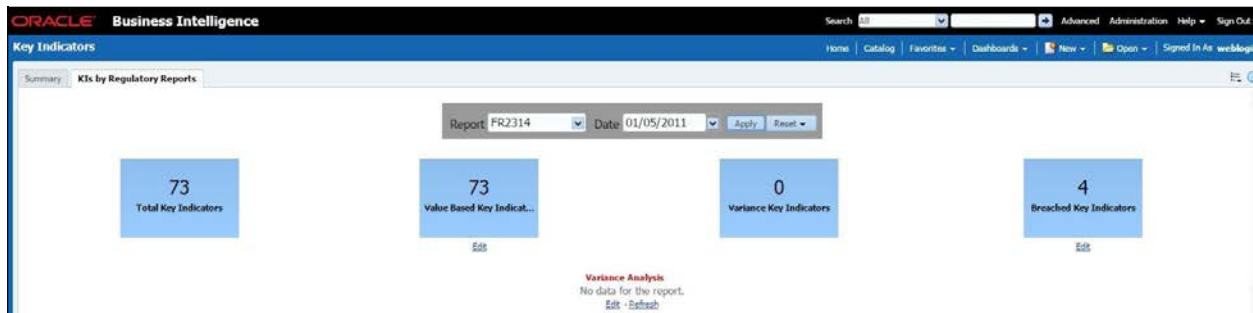 ORACLE Business Intelligence Search All Advanced Administration Help Sign Out
Key Indicators Home Catalog Favorites Dashboards New Open Signed In As weblogi
Summary KIs by Regulatory Reports
Report FR2314 Date 01/05/2011 Apply Reset
73 73 0 4
Total Key Indicators Value Based Key Indicat... Variance Key Indicators Breached Key Indicators
Edit Edit
Variance Analysis
No data for the report.
Edit - Refresh